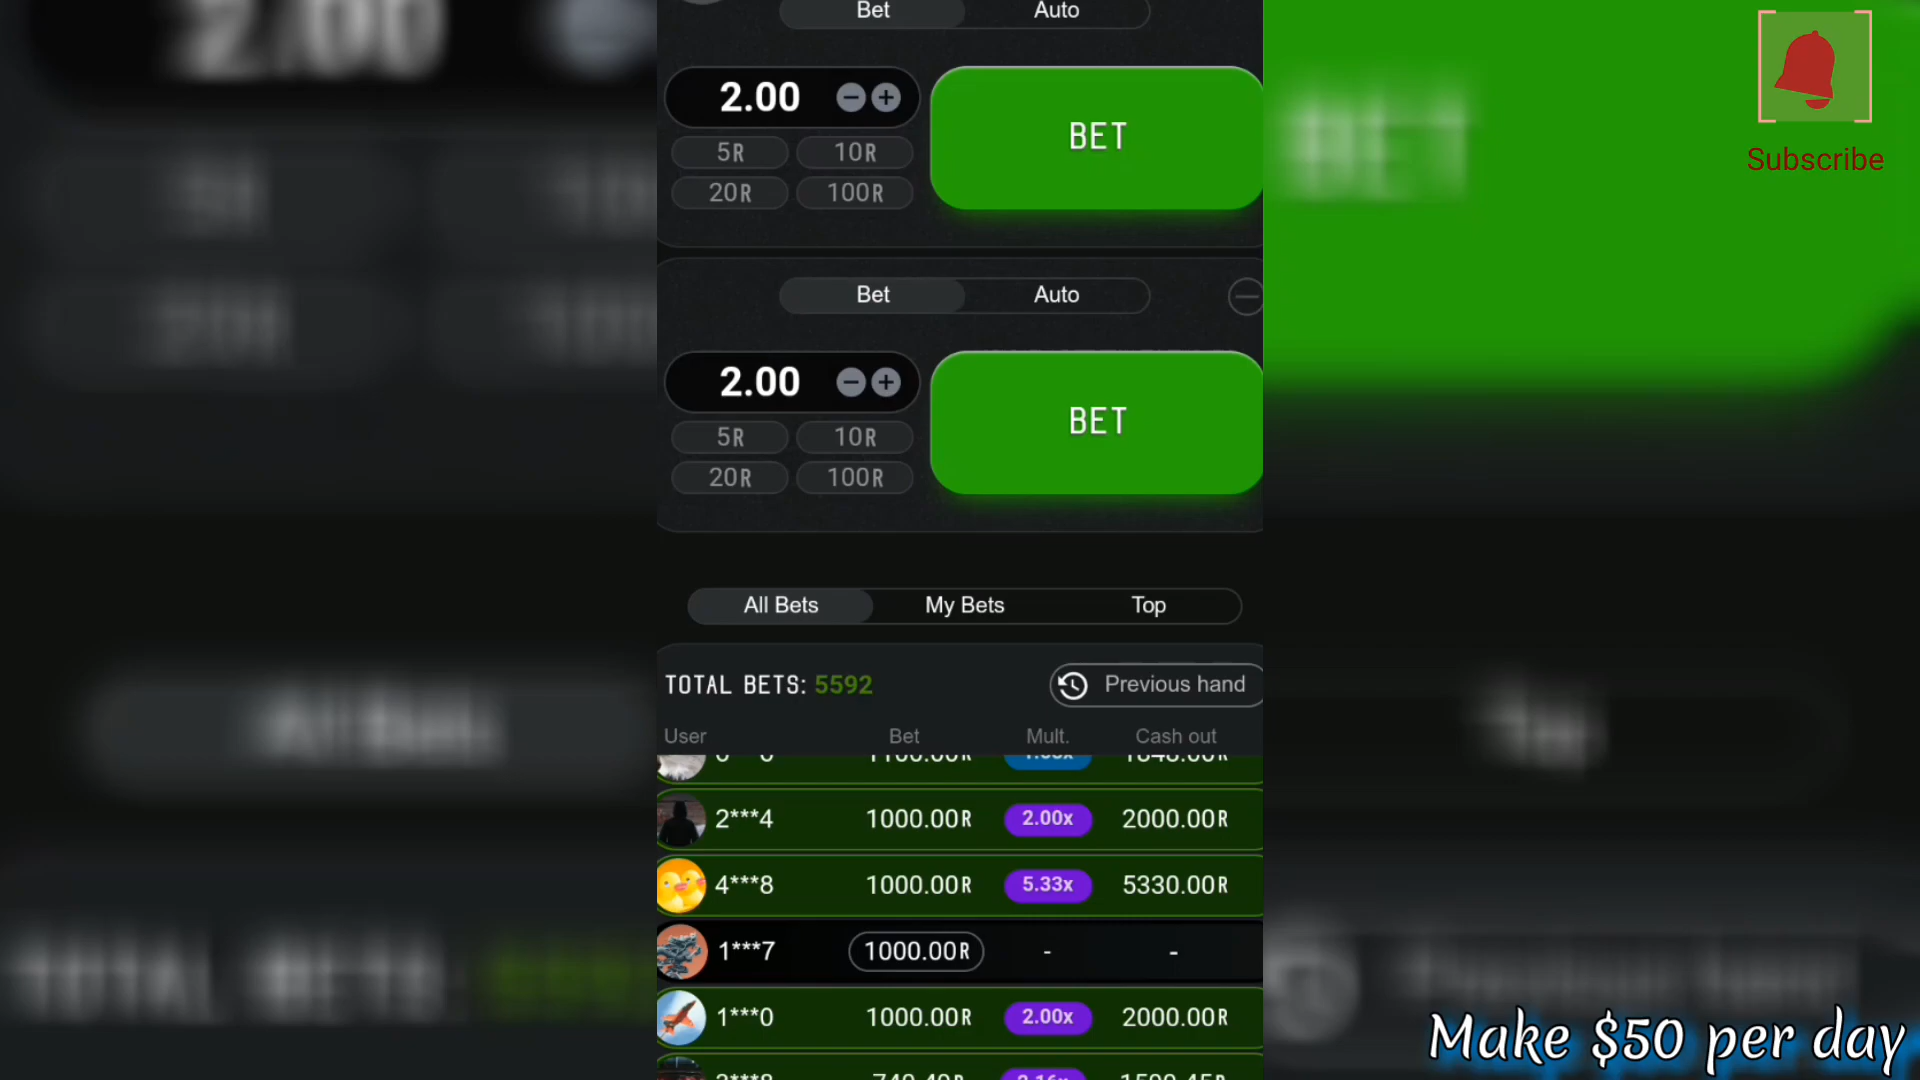 Bet Auto
2.00
BET
5R 10R
20R 100R
Subscribe
Bet Auto
2.00
BET
5R 10R
20R 100R
All Bets My Bets Top
TOTAL BETS: 5592 Previous hand
User Bet Mult. Cash out
2***4 1000.00R 2.00x 2000.00R
4***8 1000.00R 5.33x 5330.00R
1***7 1000.00R - -
1***0 1000.00R 2.00x 2000.00R
Make $50 per day